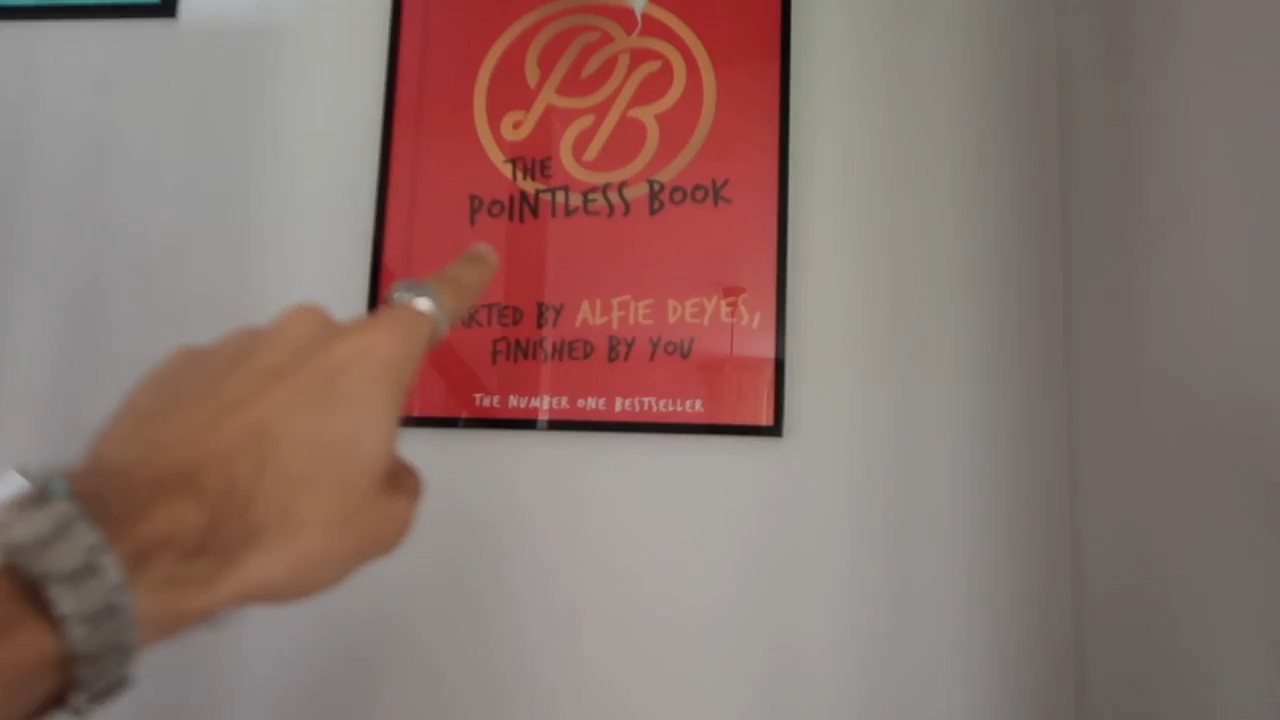 PB
THE
POINTLESS BOOK
BY ALFIE DEYES,
FINISHED BY YOU
THE NUMBER ONE BESTSELLER